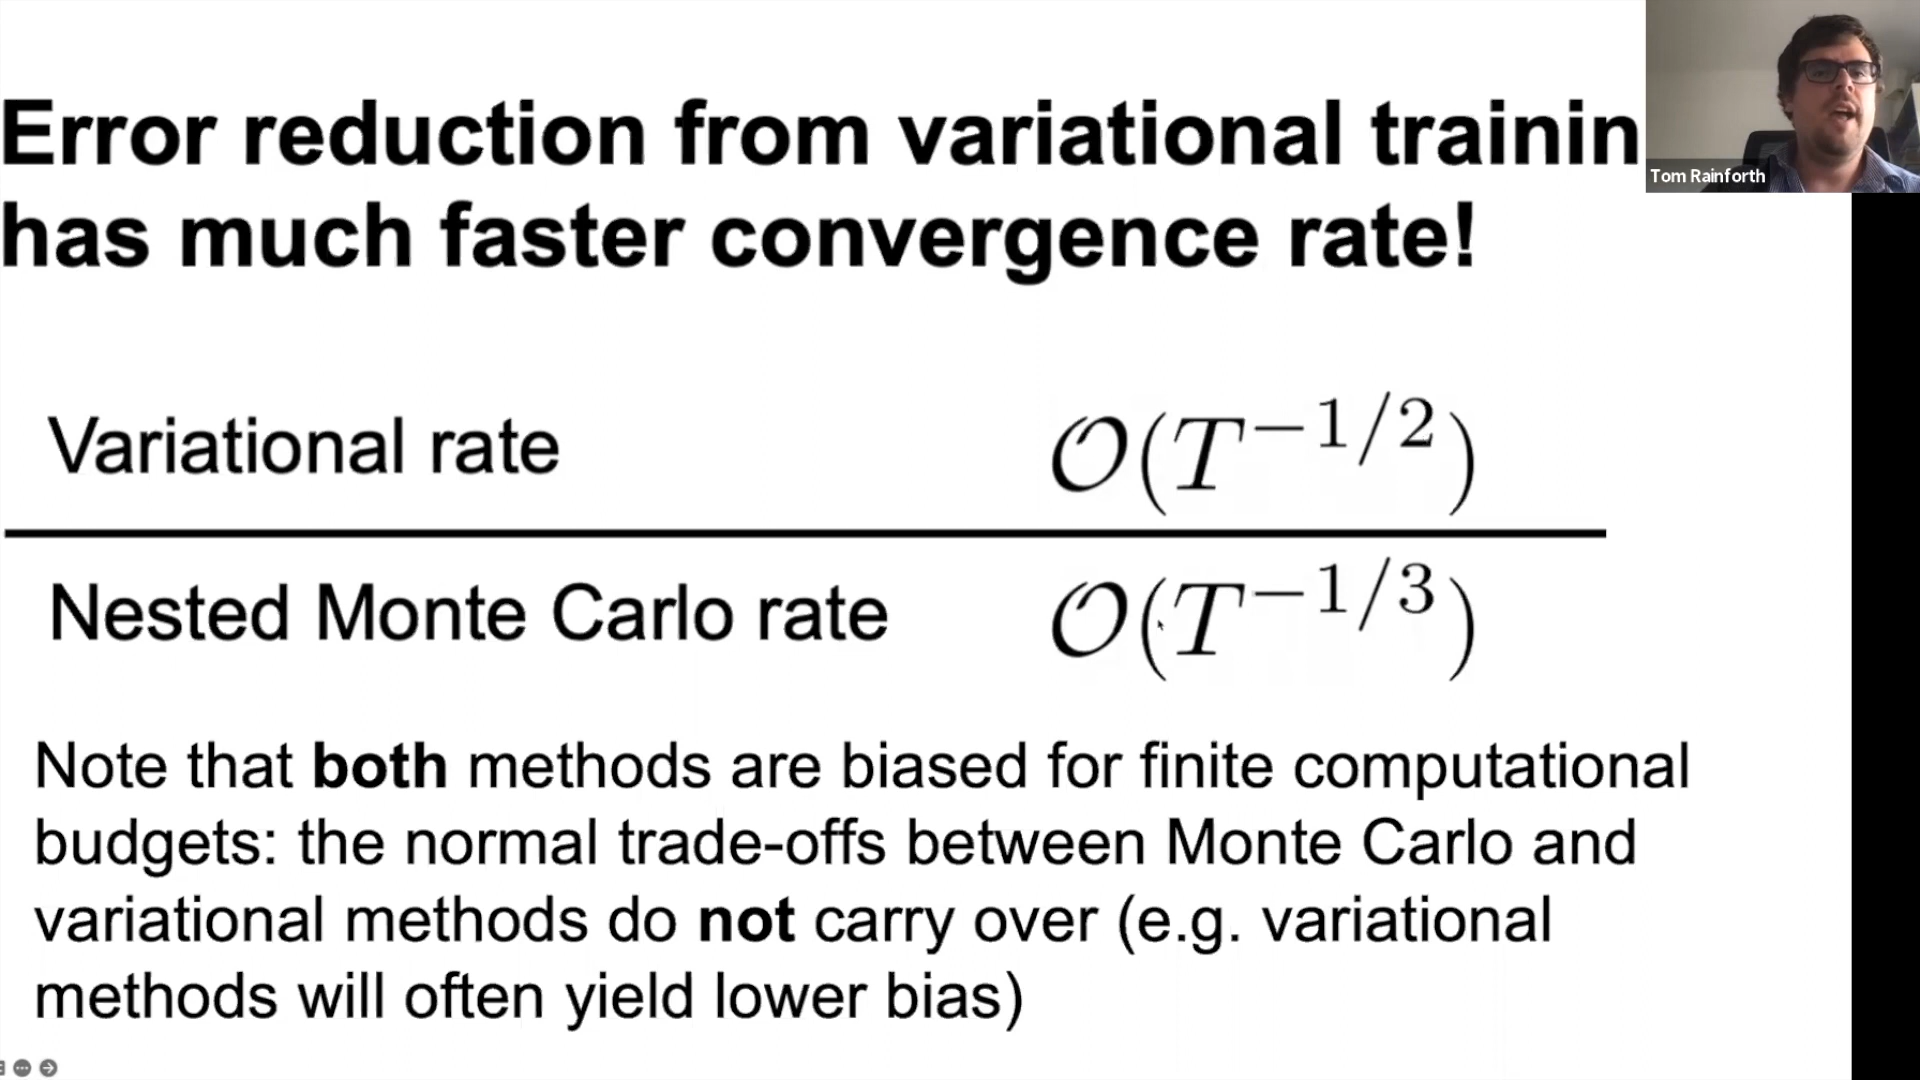 Error reduction from variational trainin
Tom Rainforth
has much faster convergence rate!
Variational rate 𝒪(T^{-1/2})
Nested Monte Carlo rate 𝒪(T^{-1/3})
Note that both methods are biased for finite computational
budgets: the normal trade-offs between Monte Carlo and
variational methods do not carry over (e.g. variational
methods will often yield lower bias)